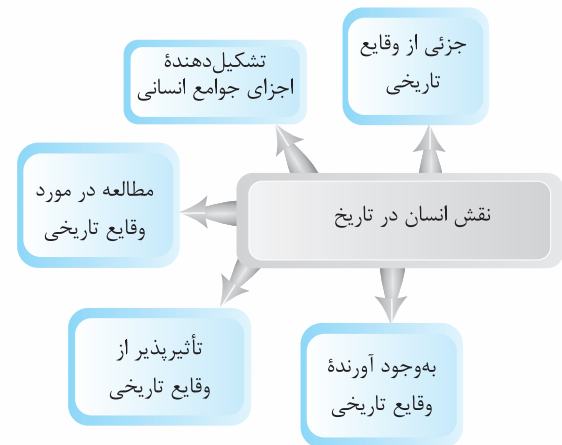 نقش انسان در تاریخ
جزئی از وقایع
تاریخی
تشکیل‌دهندهٔ
اجزای جوامع انسانی
مطالعه در مورد
وقایع تاریخی
تأثیرپذیر از
وقایع تاریخی
به‌وجود آورندهٔ
وقایع تاریخی